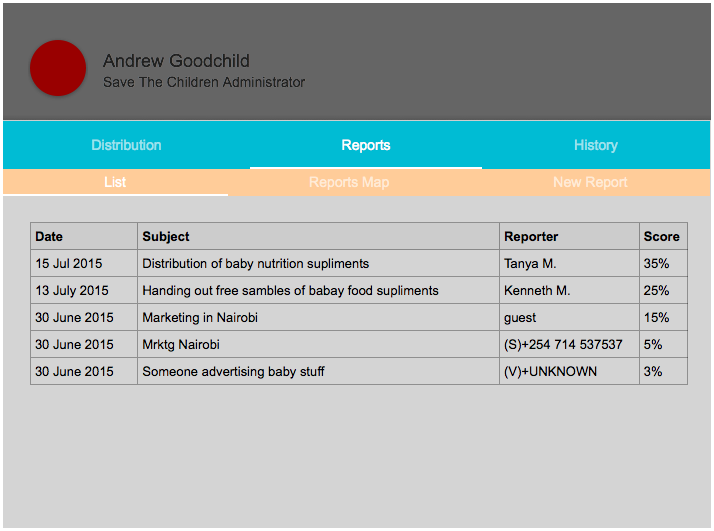 Andrew Goodchild
Save The Children Administrator
Distribution Reports History
List Reports Map New Report
Date Subject Reporter Score
15 Jul 2015 Distribution of baby nutrition supliments Tanya M. 35%
13 July 2015 Handing out free sambles of babay food supliments Kenneth M. 25%
30 June 2015 Marketing in Nairobi guest 15%
30 June 2015 Mrktg Nairobi (S)+254 714 537537 5%
30 June 2015 Someone advertising baby stuff (V)+UNKNOWN 3%